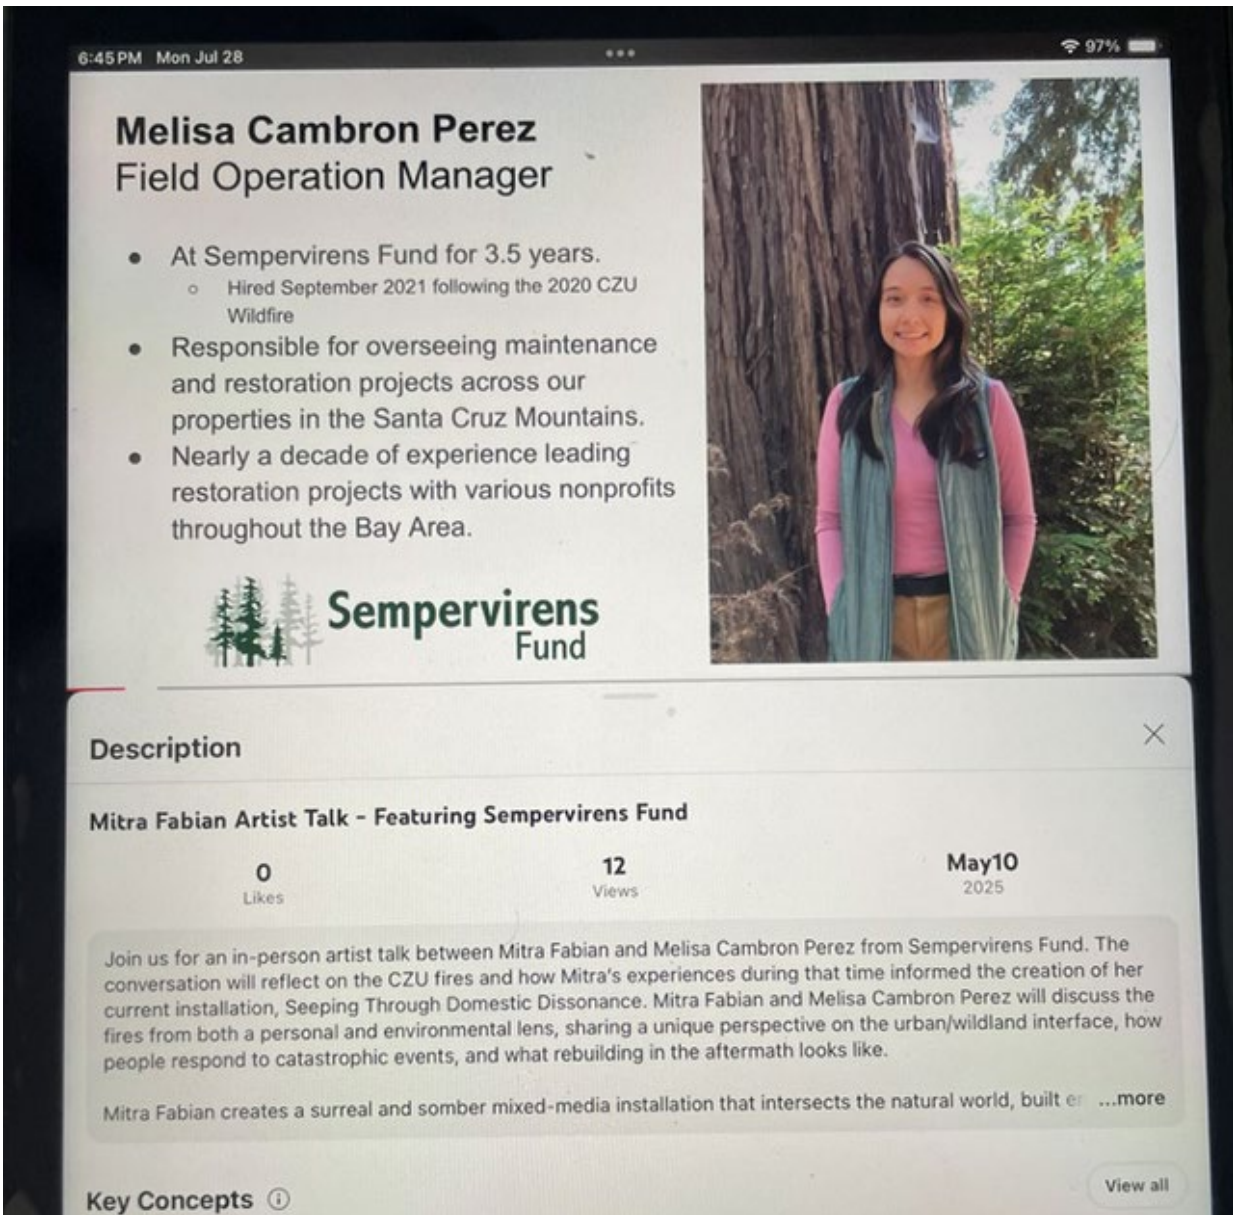 6:45 PM Mon Jul 28
97%
Melisa Cambron Perez
Field Operation Manager
● At Sempervirens Fund for 3.5 years.
○ Hired September 2021 following the 2020 CZU
Wildfire
● Responsible for overseeing maintenance
and restoration projects across our
properties in the Santa Cruz Mountains.
● Nearly a decade of experience leading
restoration projects with various nonprofits
throughout the Bay Area.
Sempervirens
Fund
Description
Mitra Fabian Artist Talk - Featuring Sempervirens Fund
0
Likes
12
Views
May10
2025
Join us for an in-person artist talk between Mitra Fabian and Melisa Cambron Perez from Sempervirens Fund. The
conversation will reflect on the CZU fires and how Mitra's experiences during that time informed the creation of her
current installation, Seeping Through Domestic Dissonance. Mitra Fabian and Melisa Cambron Perez will discuss the
fires from both a personal and environmental lens, sharing a unique perspective on the urban/wildland interface, how
people respond to catastrophic events, and what rebuilding in the aftermath looks like.
Mitra Fabian creates a surreal and somber mixed-media installation that intersects the natural world, built ...more
Key Concepts
View all